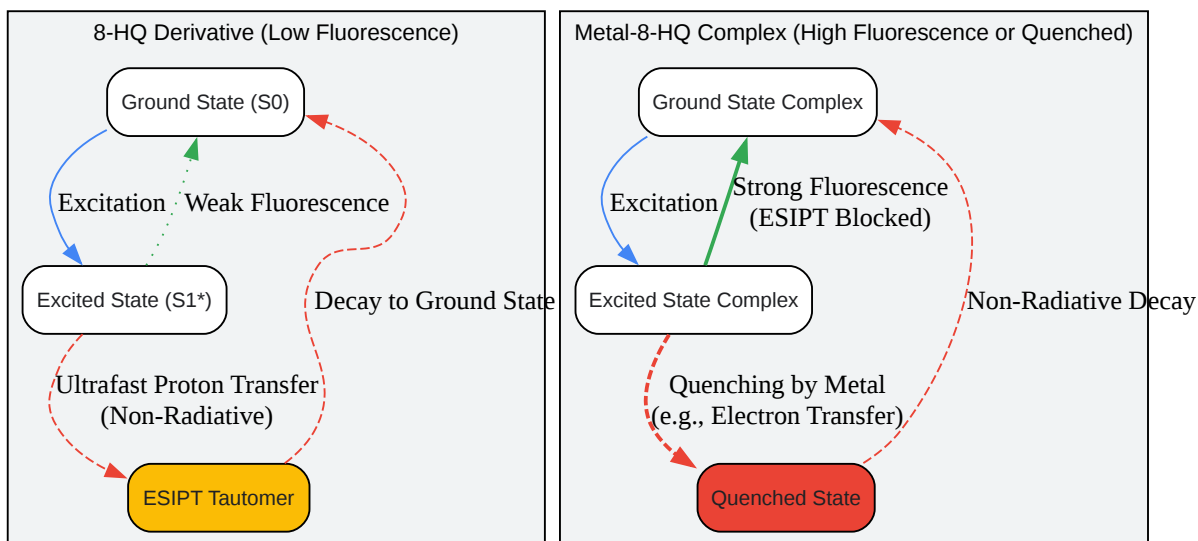 8-HQ Derivative (Low Fluorescence)
Ground State (S0)
Excitation
Weak Fluorescence
Excited State (S1*)
Decay to Ground State
Ultrafast Proton Transfer
(Non-Radiative)
ESIPT Tautomer
Metal-8-HQ Complex (High Fluorescence or Quenched)
Ground State Complex
Excitation
Strong Fluorescence
(ESIPT Blocked)
Excited State Complex
Non-Radiative Decay
Quenching by Metal
(e.g., Electron Transfer)
Quenched State